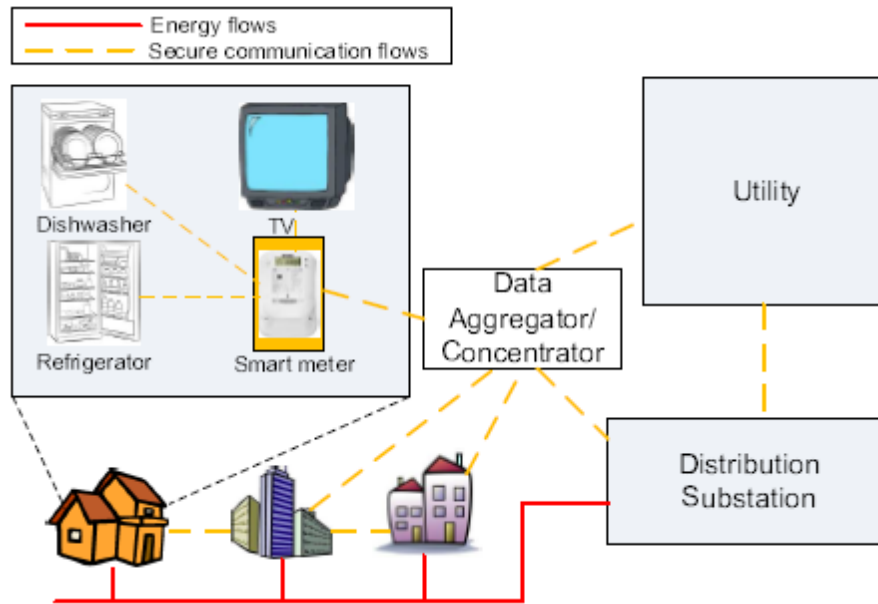 Energy flows
Secure communication flows
Dishwasher
TV
Refrigerator
Smart meter
Data
Aggregator/
Concentrator
Utility
Distribution
Substation